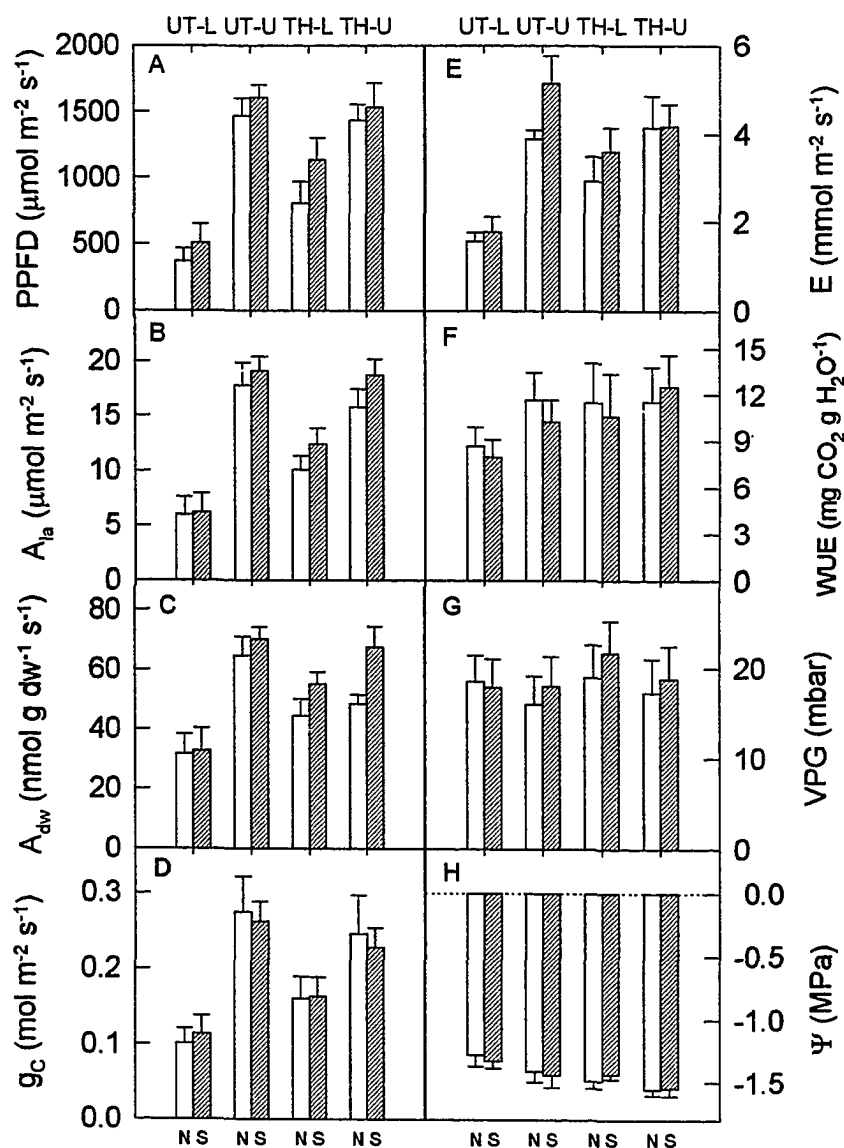 UT-L UT-U TH-L TH-U UT-L UT-U TH-L TH-U
A
PPFD (μmol m⁻² s⁻¹)
2000
1500
1000
500
0
E
E (mmol m⁻² s⁻¹)
6
4
2
0
B
A_la (μmol m⁻² s⁻¹)
20
15
10
5
0
F
WUE (mg CO₂ g H₂O⁻¹)
15
12
9
6
3
0
C
A_dw (nmol g dw⁻¹ s⁻¹)
80
60
40
20
0
G
VPG (mbar)
20
10
0
D
g_C (mol m⁻² s⁻¹)
0.3
0.2
0.1
0.0
H
Ψ (MPa)
0.0
-0.5
-1.0
-1.5
N S N S N S N S N S N S N S N S